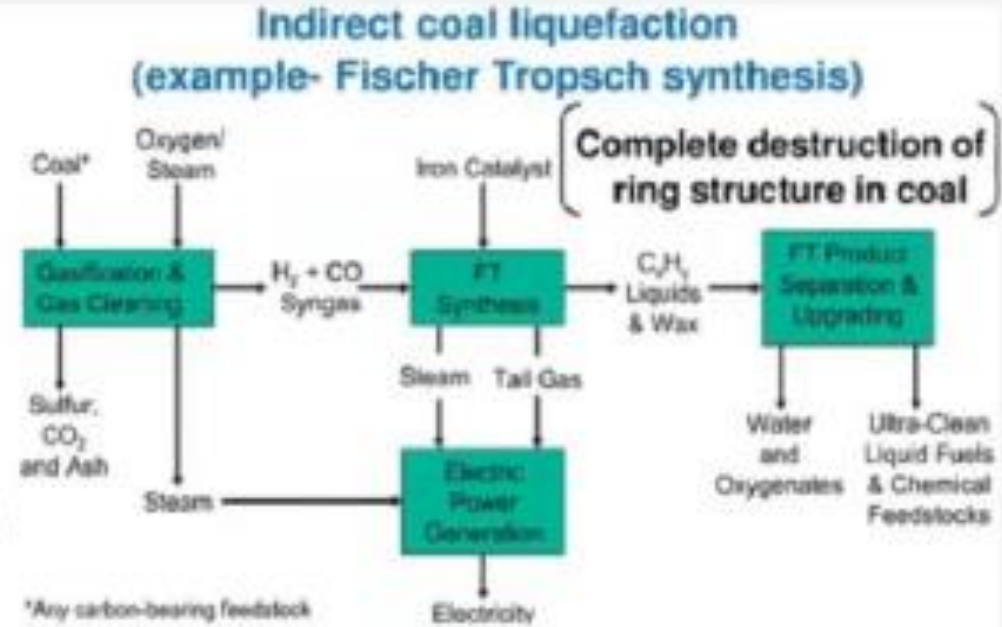 Indirect coal liquefaction
(example- Fischer Tropsch synthesis)
Complete destruction of
ring structure in coal
Coal*
Oxygen/
Steam
Iron Catalyst
Gasification &
Gas Cleaning
H₂ + CO
Syngas
FT
Synthesis
CₓHᵧ
Liquids
& Wax
FT Product
Separation &
Upgrading
Sulfur,
CO₂
and Ash
Steam
Steam
Tail Gas
Electric
Power
Generation
Water
and
Oxygenates
Ultra-Clean
Liquid Fuels
& Chemical
Feedstocks
*Any carbon-bearing feedstock
Electricity